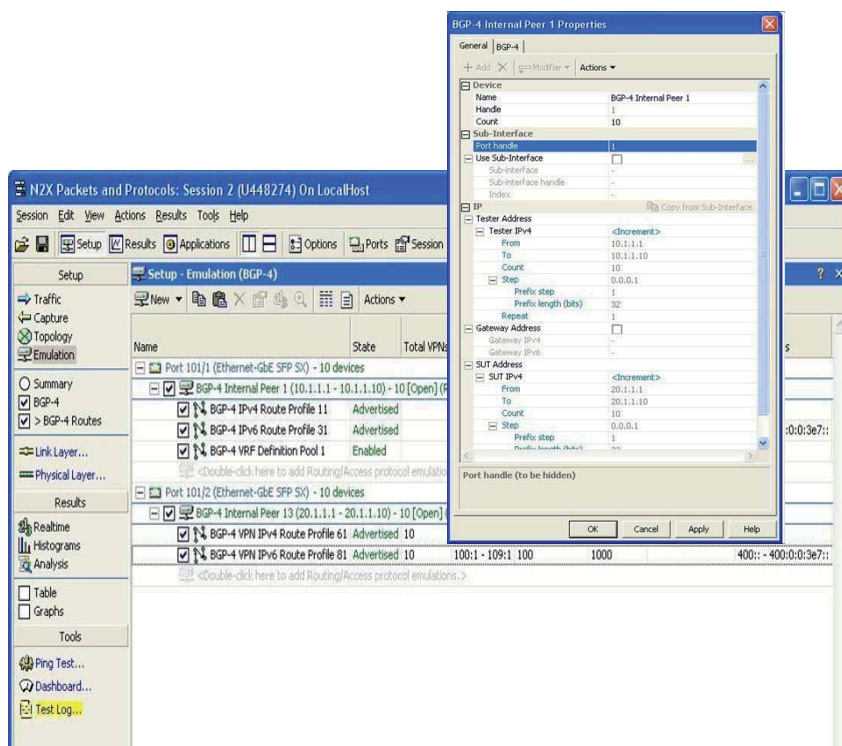 BGP-4 Internal Peer 1 Properties
General BGP-4
Add Modifier Actions
Device
Name BGP-4 Internal Peer 1
Handle 1
Count 10
Sub-Interface
Port handle 1
Use Sub-Interface ...
Sub-interface -
Sub-interface handle -
Index -
IP Copy from Sub-Interface
Tester Address
Tester IPv4 <Increment>
From 10.1.1.1
To 10.1.1.10
Count 10
Step 0.0.0.1
Prefix step 1
Prefix length (bits) 32
Repeat 1
Gateway Address
Gateway IPv4 -
Gateway IPv6 -
SUT Address
SUT IPv4 <Increment>
From 20.1.1.1
To 20.1.1.10
Count 10
Step 0.0.0.1
Prefix step 1
Prefix length (bits) 32
Port handle (to be hidden)
OK Cancel Apply Help
N2X Packets and Protocols: Session 2 (U448274) On LocalHost
Session Edit View Actions Results Tools Help
Setup Results Applications Options Ports Session
Setup
Traffic
Capture
Topology
Emulation
Summary
BGP-4
> BGP-4 Routes
Link Layer...
Physical Layer...
Results
Realtime
Histograms
Analysis
Table
Graphs
Tools
Ping Test...
Dashboard...
Test Log...
Setup - Emulation (BGP-4) ? X
New Actions
Name State Total VPNs s
Port 101/1 (Ethernet-GbE SFP SX) - 10 devices
BGP-4 Internal Peer 1 (10.1.1.1 - 10.1.1.10) - 10 [Open] (R
BGP-4 IPv4 Route Profile 11 Advertised
BGP-4 IPv6 Route Profile 31 Advertised 0:0:3e7::
BGP-4 VRF Definition Pool 1 Enabled
<Double-click here to add Routing/Access protocol emulatio
Port 101/2 (Ethernet-GbE SFP SX) - 10 devices
BGP-4 Internal Peer 13 (20.1.1.1 - 20.1.1.10) - 10 [Open] (
BGP-4 VPN IPv4 Route Profile 61 Advertised 10
BGP-4 VPN IPv6 Route Profile 81 Advertised 10 100:1 - 109:1 100 1000 400:: - 400:0:0:3e7::
<Double-click here to add Routing/Access protocol emulations.>